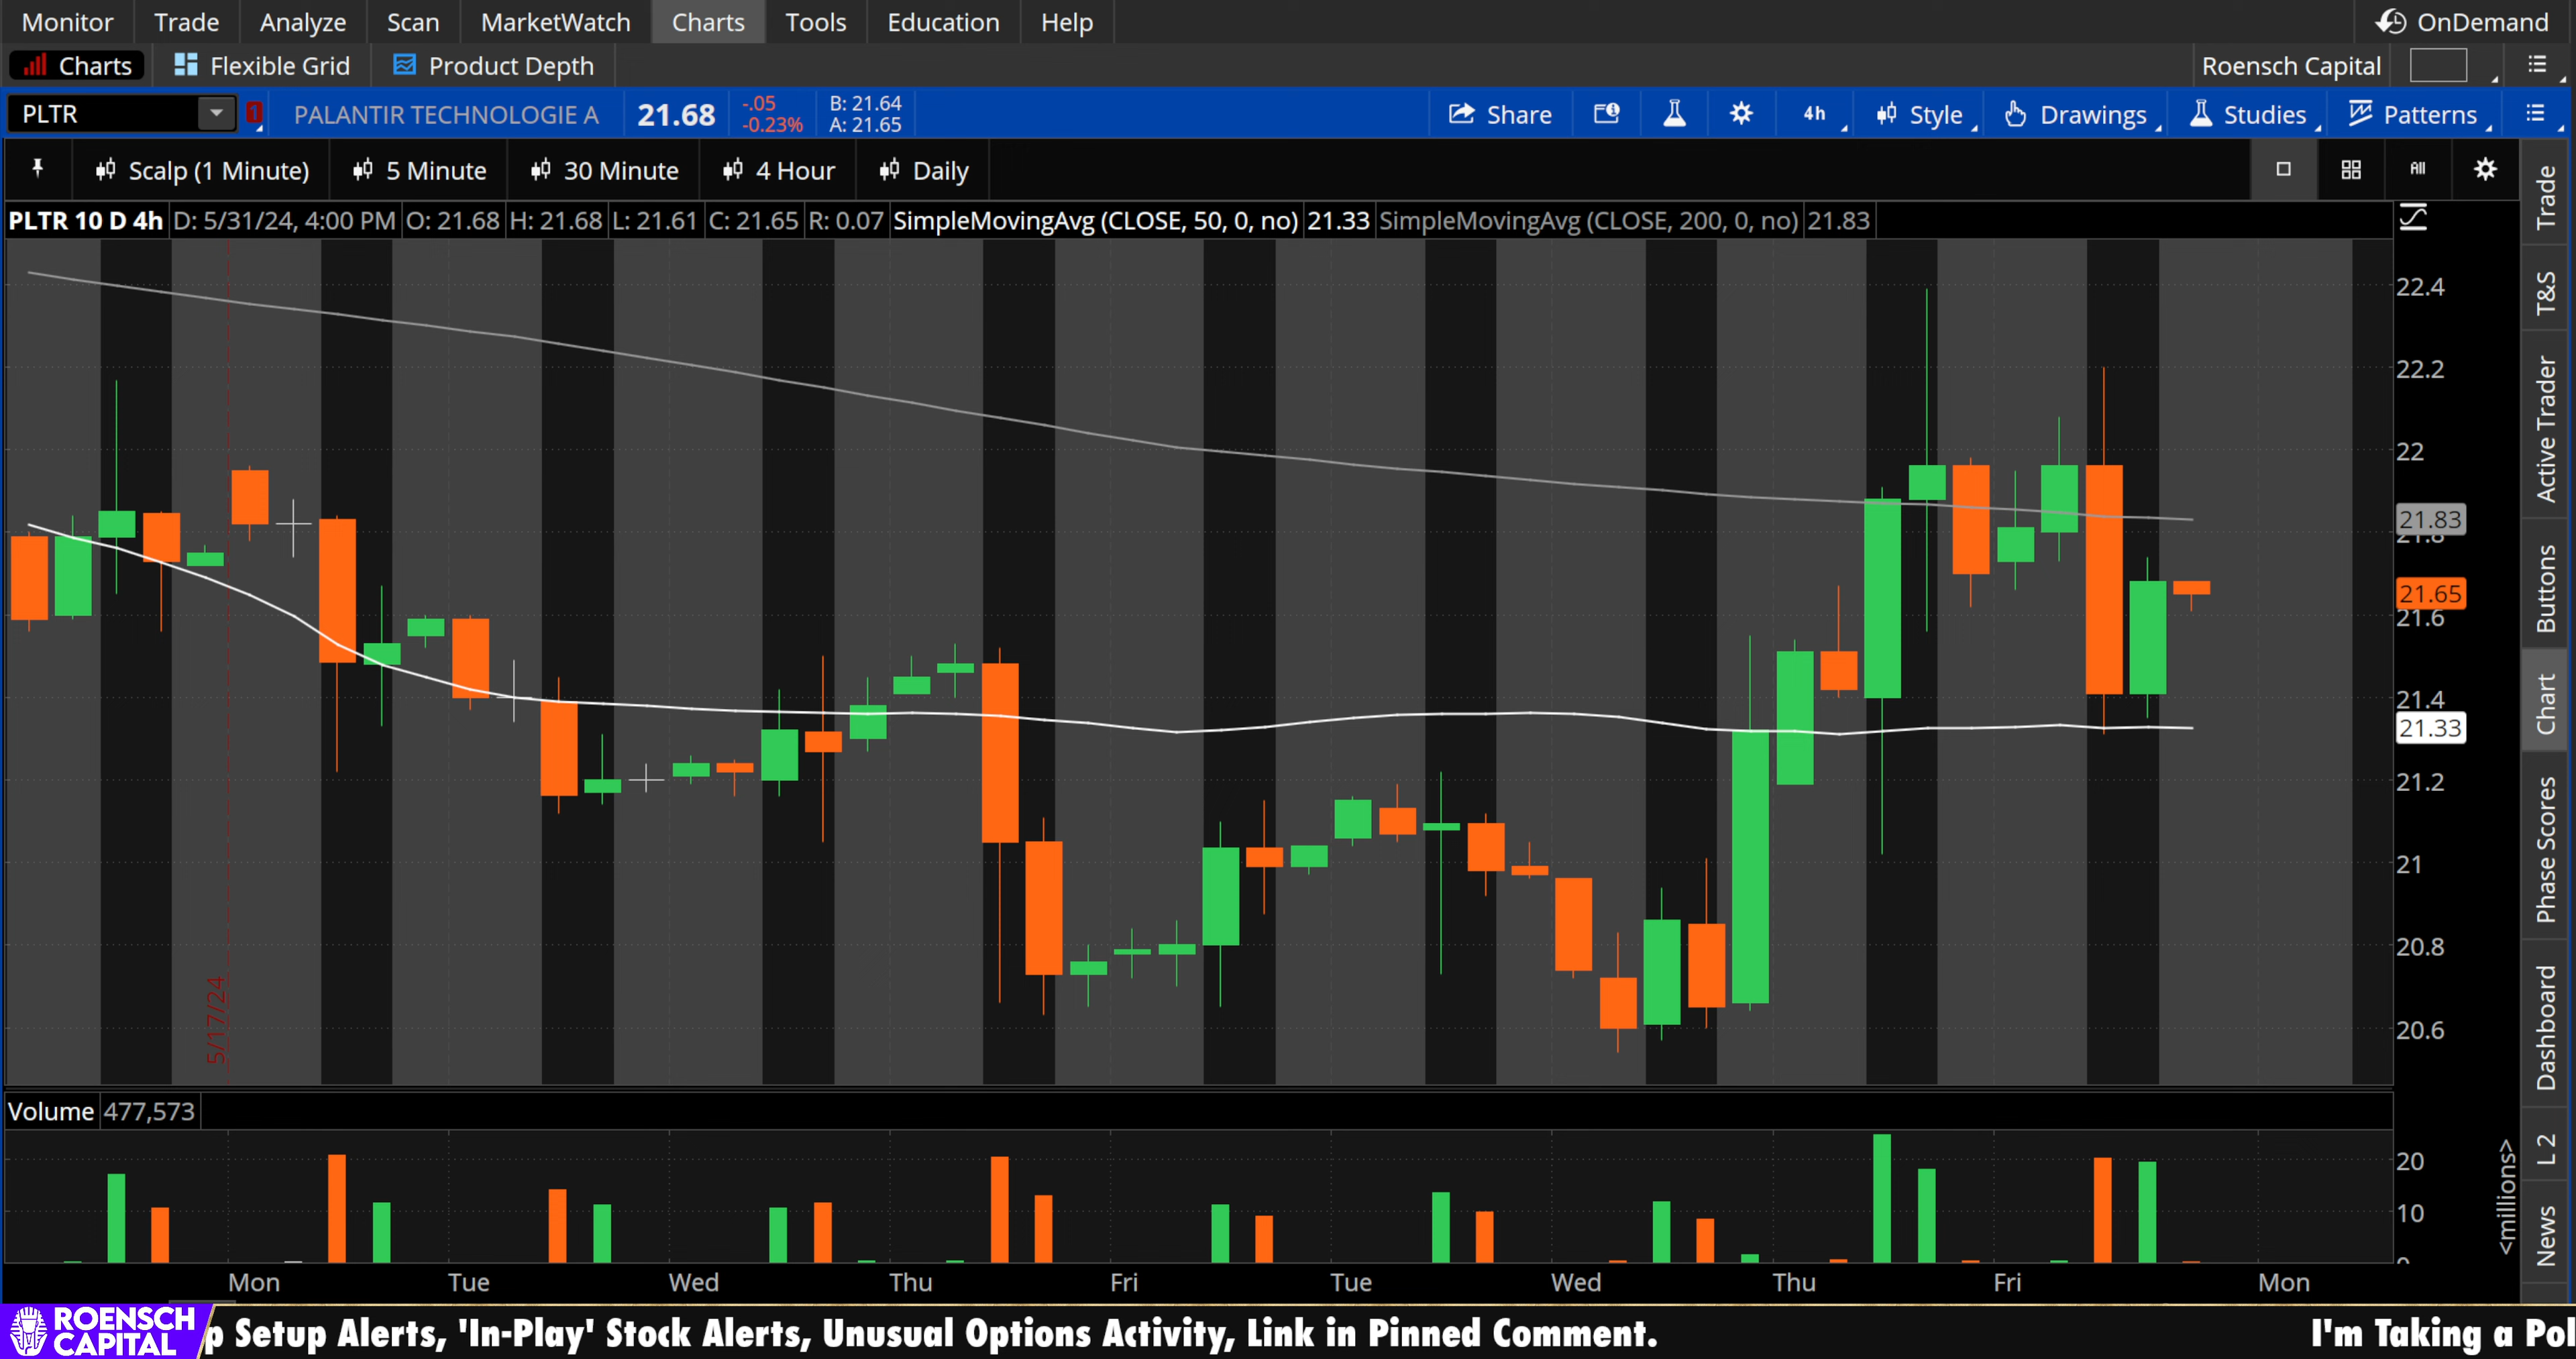 Monitor Trade Analyze Scan MarketWatch Charts Tools Education Help OnDemand
Charts Flexible Grid Product Depth Roensch Capital
PLTR 1 PALANTIR TECHNOLOGIE A 21.68 -.05 B: 21.64 Share 4h Style Drawings Studies Patterns
-0.23% A: 21.65
Scalp (1 Minute) 5 Minute 30 Minute 4 Hour Daily All
PLTR 10 D 4h D: 5/31/24, 4:00 PM O: 21.68 H: 21.68 L: 21.61 C: 21.65 R: 0.07 SimpleMovingAvg (CLOSE, 50, 0, no) 21.33 SimpleMovingAvg (CLOSE, 200, 0, no) 21.83
22.4
22.2
22
21.83
21.8
21.65
21.6
21.4
21.33
21.2
21
20.8
20.6
5/17/24
Trade
T&S
Active Trader
Buttons
Chart
Phase Scores
Dashboard
L 2
News
Volume 477,573
20
10
0
<millions>
Mon Tue Wed Thu Fri Tue Wed Thu Fri Mon
ROENSCH
CAPITAL
p Setup Alerts, 'In-Play' Stock Alerts, Unusual Options Activity, Link in Pinned Comment. I'm Taking a Pol